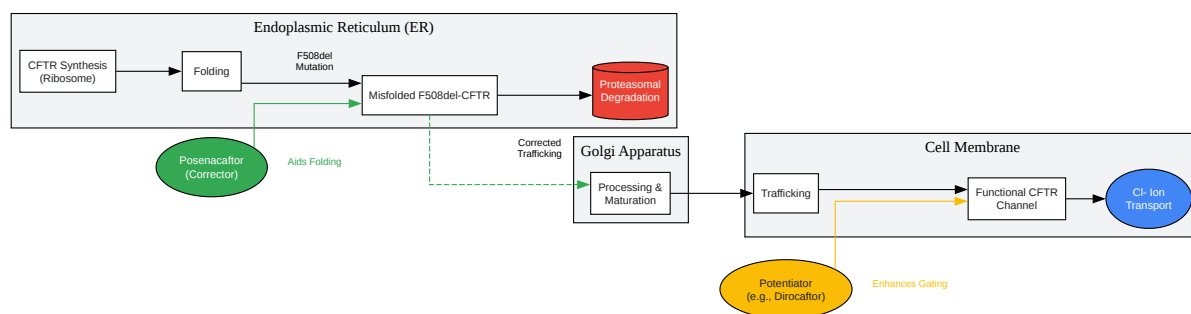 Endoplasmic Reticulum (ER)
CFTR Synthesis
(Ribosome)
Folding
F508del
Mutation
Misfolded F508del-CFTR
Proteasomal
Degradation
Posenacaftor
(Corrector)
Aids Folding
Corrected
Trafficking
Golgi Apparatus
Processing &
Maturation
Cell Membrane
Trafficking
Functional CFTR
Channel
Cl- Ion
Transport
Potentiator
(e.g., Dirocaftor)
Enhances Gating